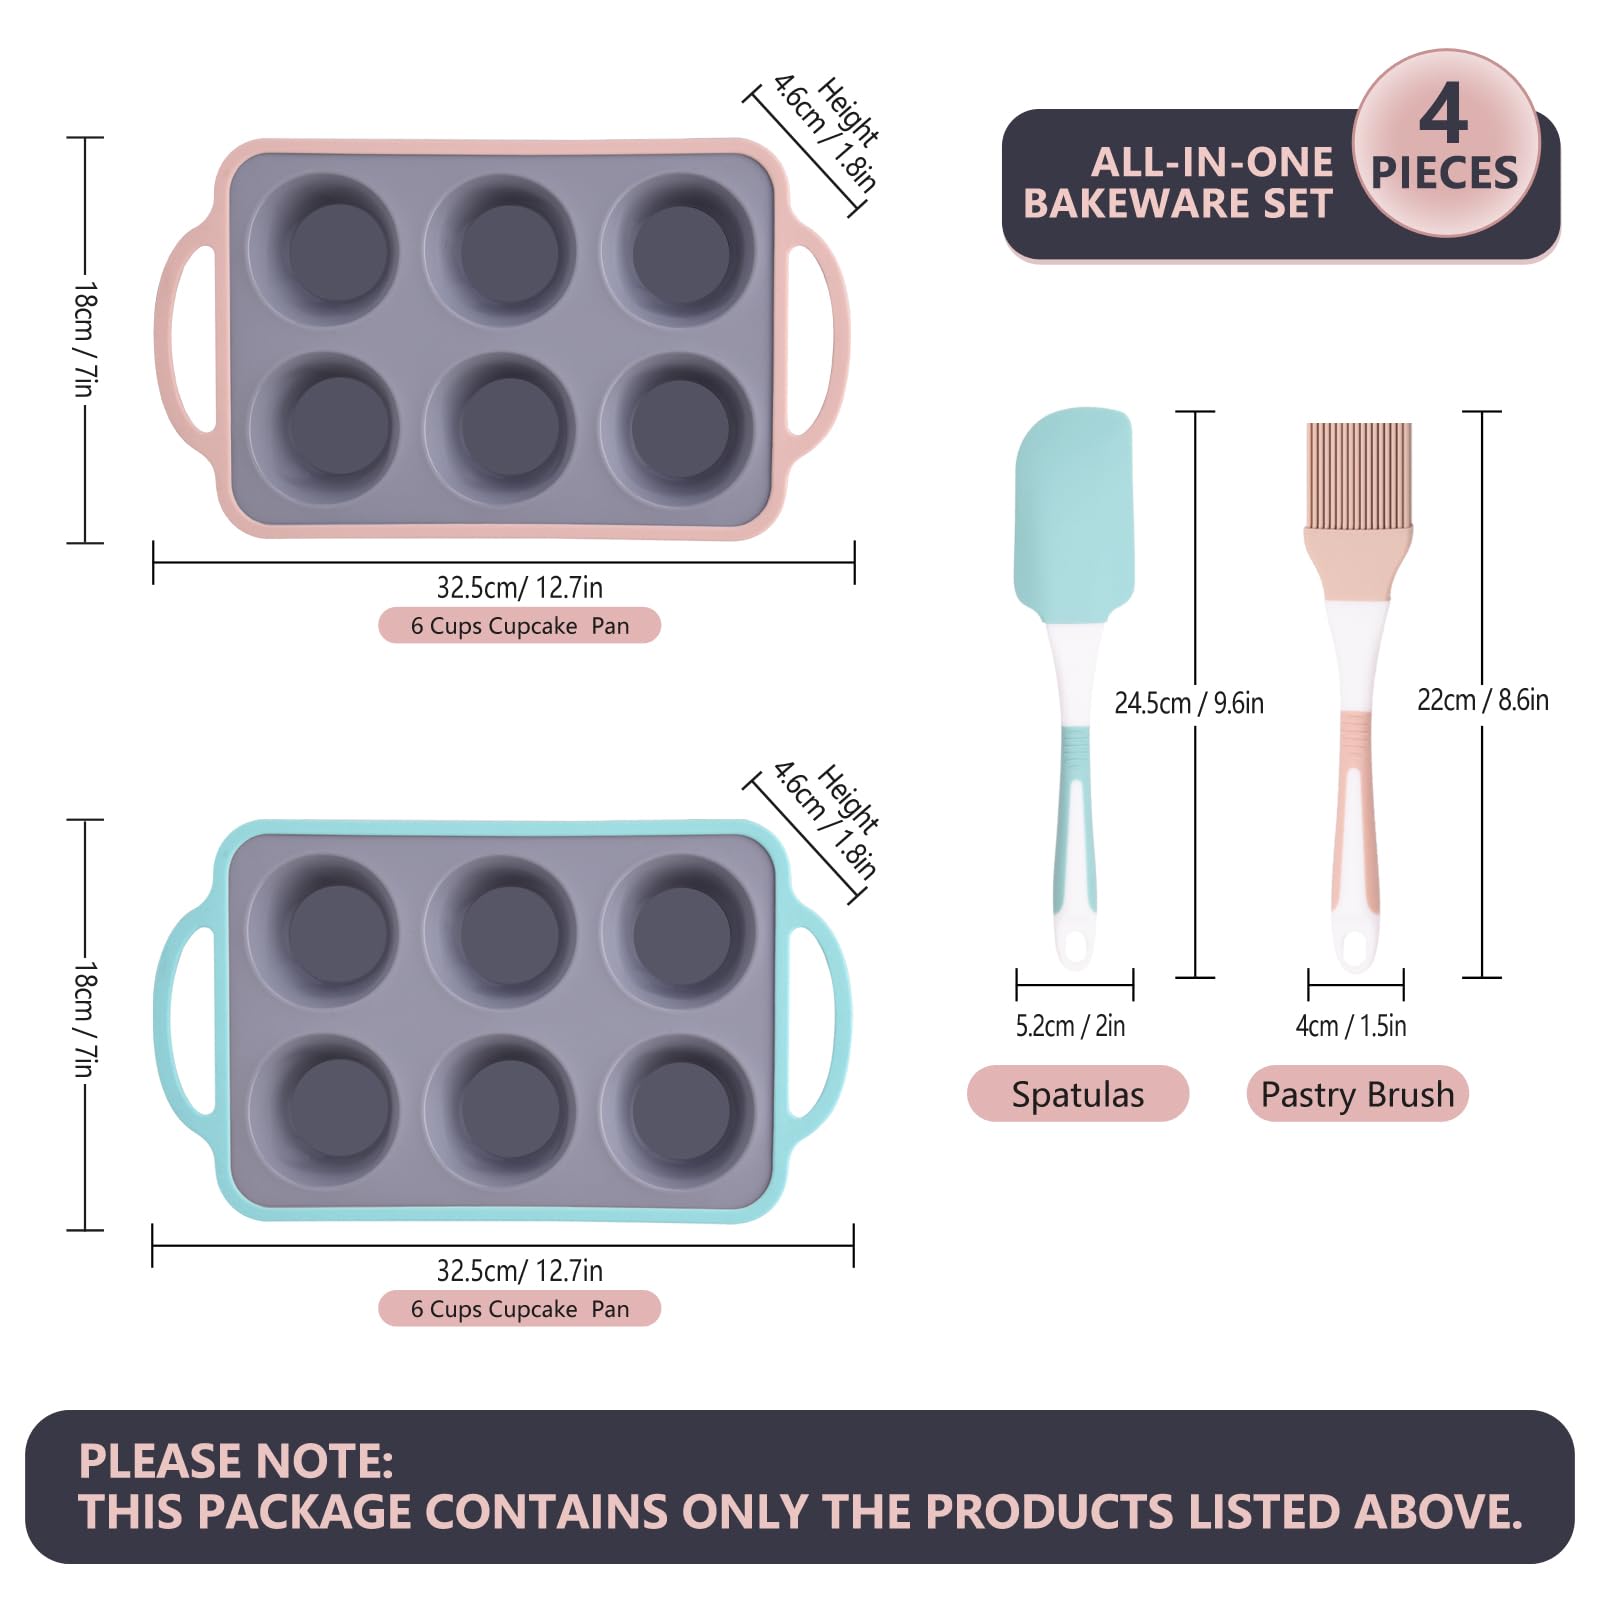 4
PIECES
ALL-IN-ONE
BAKEWARE SET
Height
4.6cm / 1.8in
18cm / 7in
32.5cm/ 12.7in
6 Cups Cupcake Pan
24.5cm / 9.6in
22cm / 8.6in
5.2cm / 2in
4cm / 1.5in
Spatulas
Pastry Brush
Height
4.6cm / 1.8in
18cm / 7in
32.5cm/ 12.7in
6 Cups Cupcake Pan
PLEASE NOTE:
THIS PACKAGE CONTAINS ONLY THE PRODUCTS LISTED ABOVE.